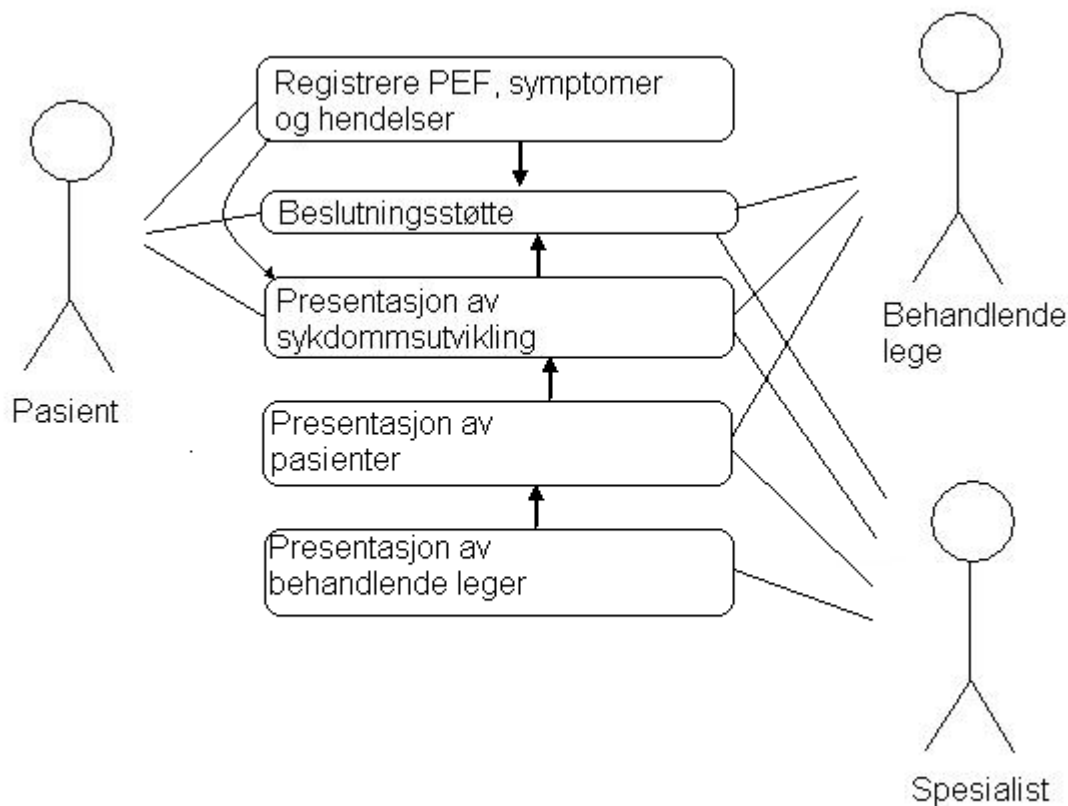 Registrere PEF, symptomer
og hendelser
Beslutningsstøtte
Presentasjon av
sykdommsutvikling
Presentasjon av
pasienter
Presentasjon av
behandlende leger
Pasient
Behandlende
lege
Spesialist